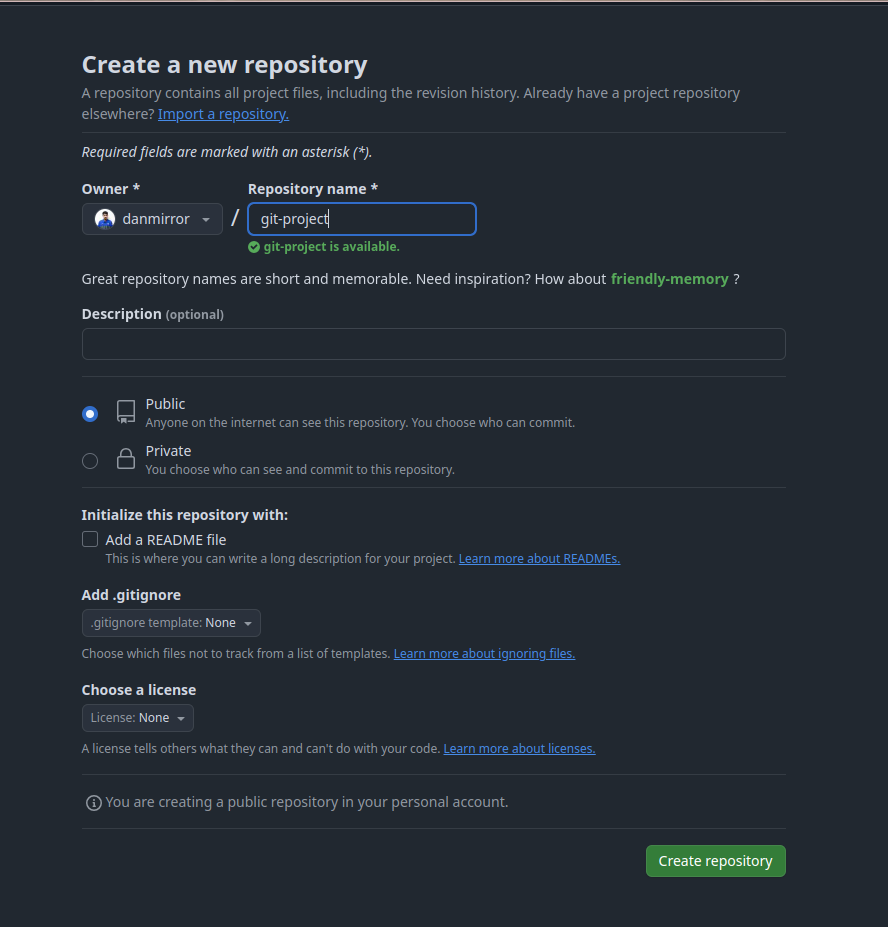 Create a new repository
A repository contains all project files, including the revision history. Already have a project repository
elsewhere? Import a repository.
Required fields are marked with an asterisk (*).
Owner * Repository name *
danmirror / git-project
git-project is available.
Great repository names are short and memorable. Need inspiration? How about friendly-memory ?
Description (optional)
Public
Anyone on the internet can see this repository. You choose who can commit.
Private
You choose who can see and commit to this repository.
Initialize this repository with:
Add a README file
This is where you can write a long description for your project. Learn more about READMEs.
Add .gitignore
.gitignore template: None
Choose which files not to track from a list of templates. Learn more about ignoring files.
Choose a license
License: None
A license tells others what they can and can't do with your code. Learn more about licenses.
You are creating a public repository in your personal account.
Create repository